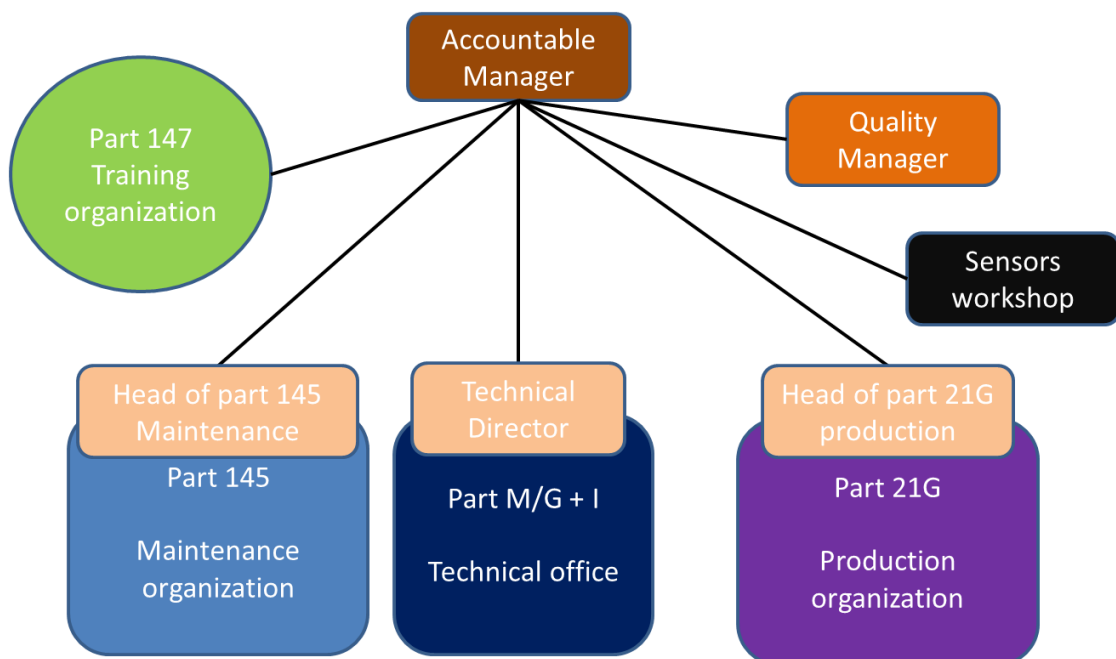 Accountable
Manager
Part 147
Training
organization
Quality
Manager
Sensors
workshop
Head of part 145
Maintenance
Part 145
Maintenance
organization
Technical
Director
Part M/G + I
Technical office
Head of part 21G
production
Part 21G
Production
organization